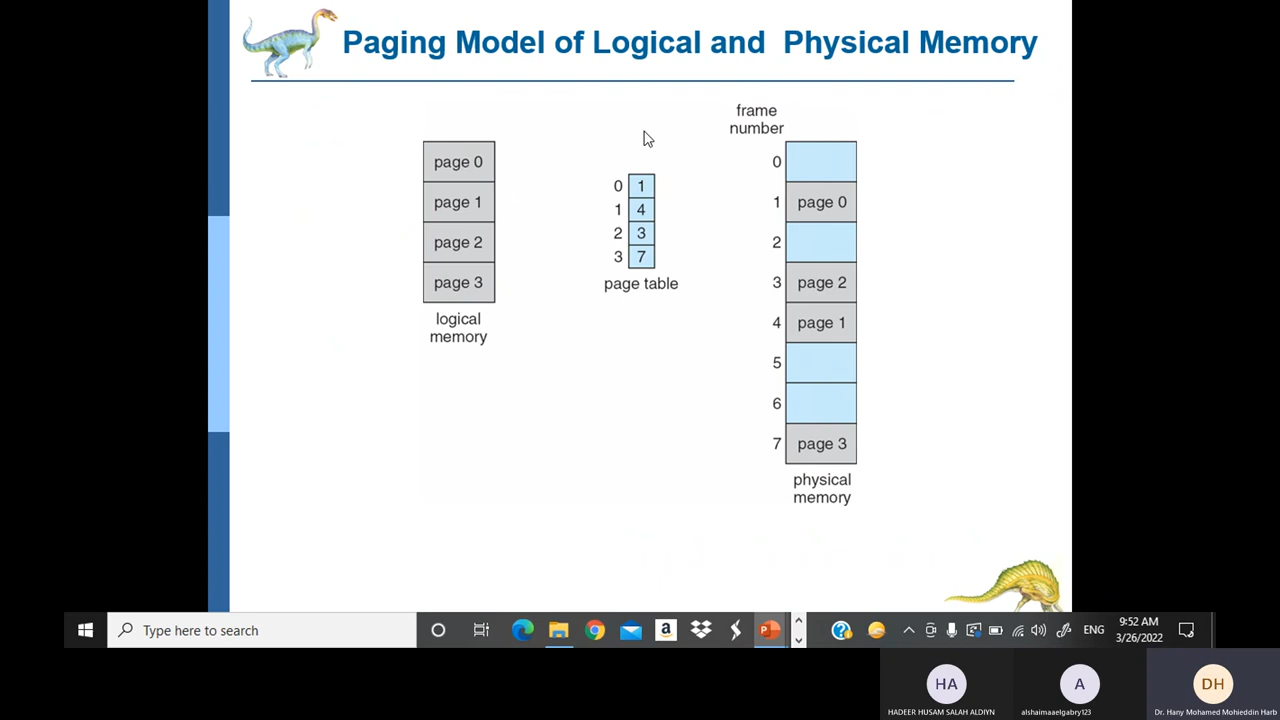 Paging Model of Logical and Physical Memory
frame
number
page 0
page 1
page 2
page 3
logical
memory
0 1
1 4
2 3
3 7
page table
0
1 page 0
2
3 page 2
4 page 1
5
6
7 page 3
physical
memory
Type here to search
ENG
9:52 AM
3/26/2022
HA
HADEER HUSAM SALAH ALDIYN
A
alshaimaaelgabry123
DH
Dr. Hany Mohamed Mohieddin Harb